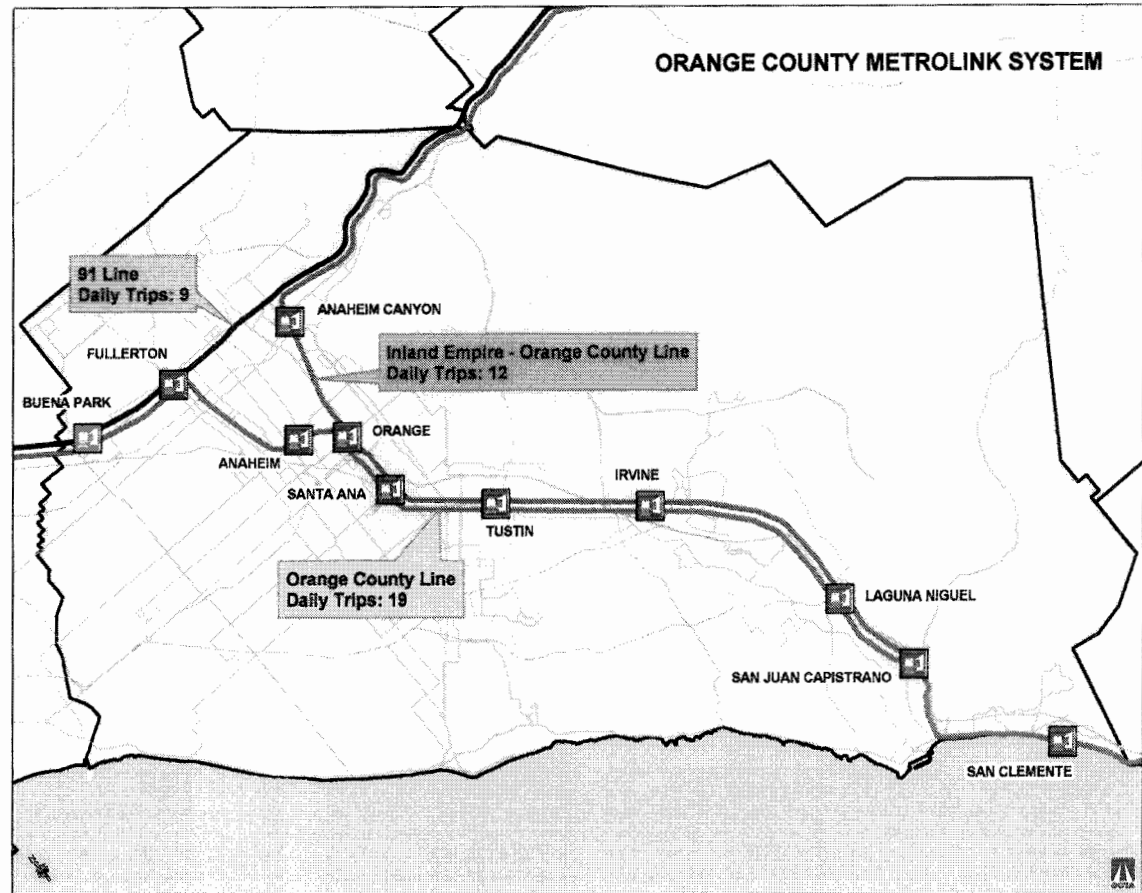 ORANGE COUNTY METROLINK SYSTEM
91 Line
Daily Trips: 9
ANAHEIM CANYON
Inland Empire - Orange County Line
Daily Trips: 12
FULLERTON
BUENA PARK
ORANGE
ANAHEIM
SANTA ANA
IRVINE
TUSTIN
Orange County Line
Daily Trips: 19
LAGUNA NIGUEL
SAN JUAN CAPISTRANO
SAN CLEMENTE
OCTA